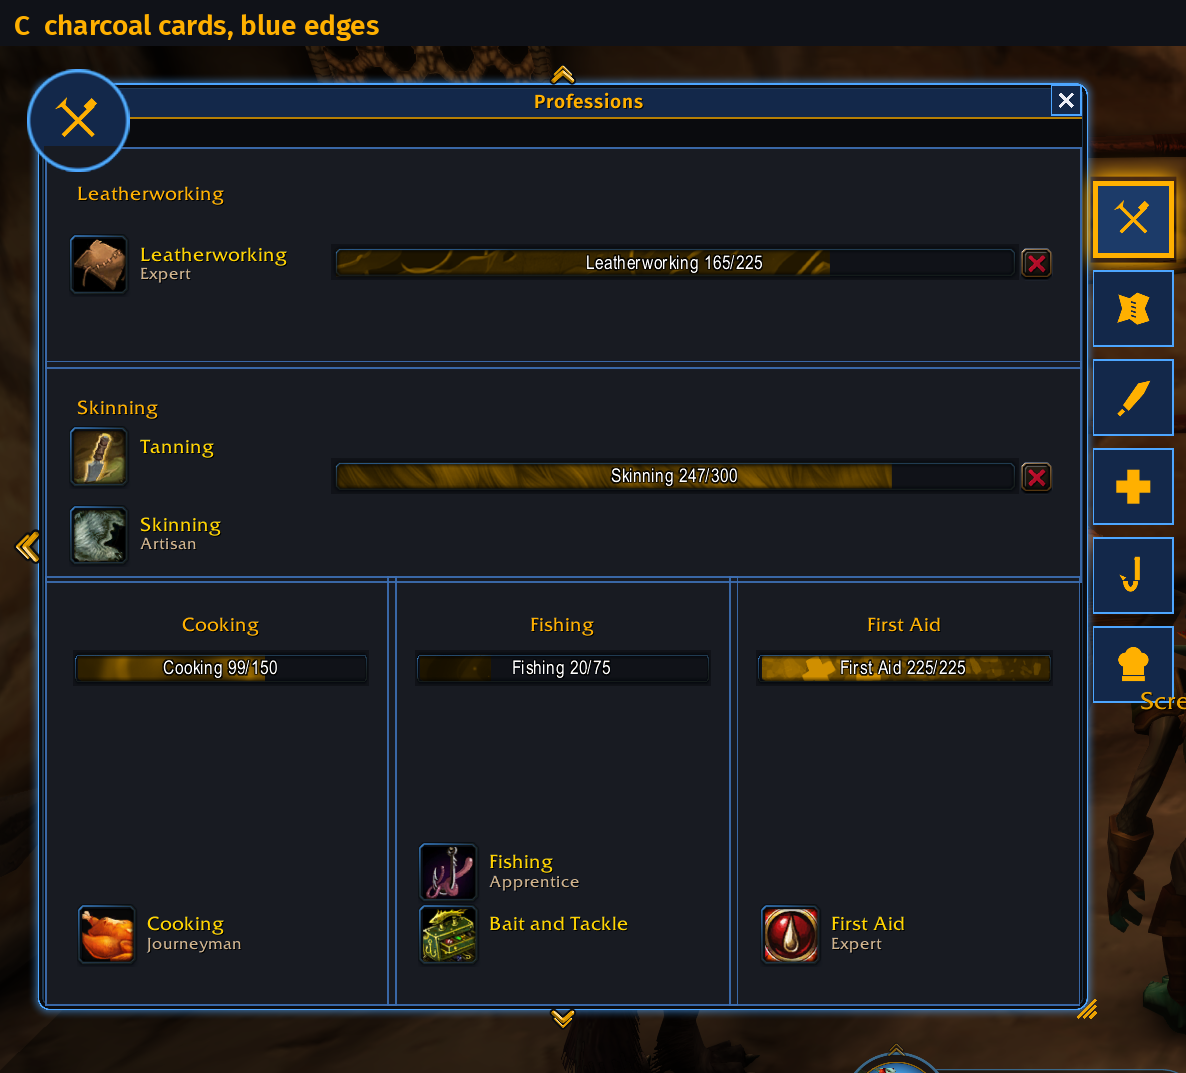 C charcoal cards, blue edges
Professions
Leatherworking
Leatherworking
Expert
Leatherworking 165/225
Skinning
Tanning
Skinning 247/300
Skinning
Artisan
Cooking
Fishing
First Aid
Cooking 99/150
Fishing 20/75
First Aid 225/225
Scre
Fishing
Apprentice
Cooking
Journeyman
Bait and Tackle
First Aid
Expert